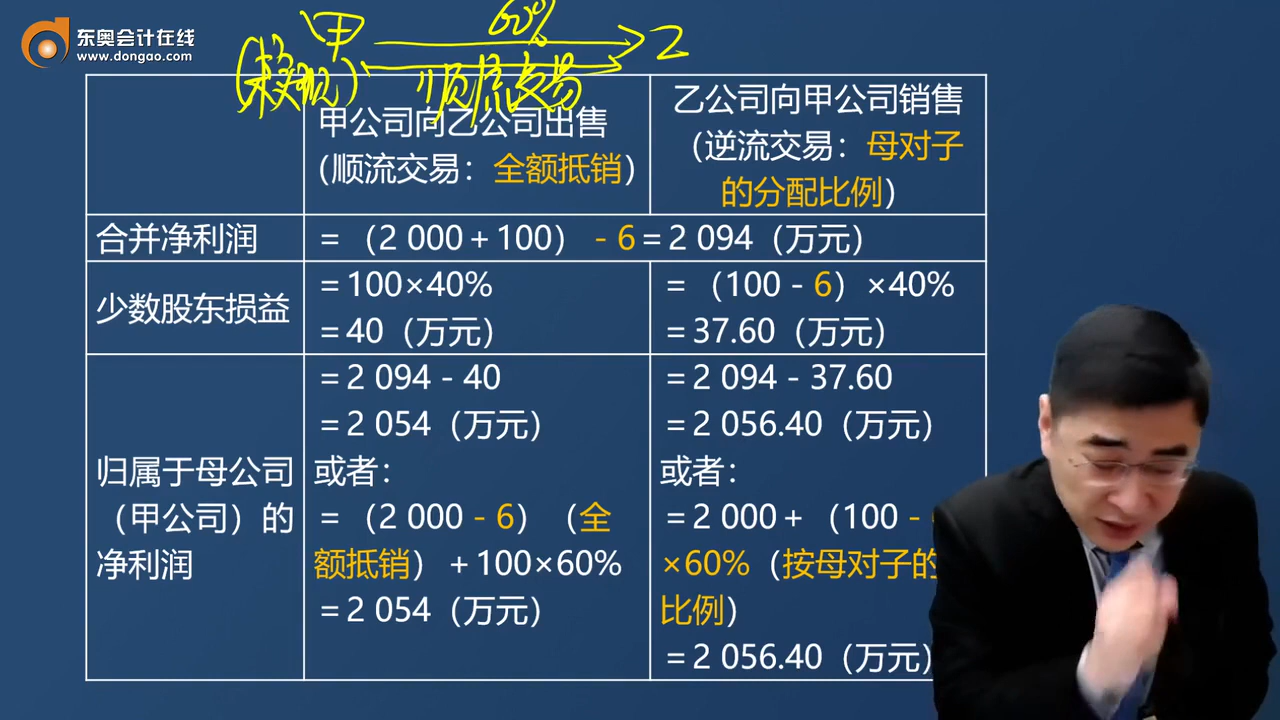 东奥会计在线
www.dongao.com
甲
60%
乙
顺流交易
甲公司向乙公司出售
(顺流交易：全额抵销)
乙公司向甲公司销售
(逆流交易：母对子
的分配比例)
合并净利润
=（2 000+100）-6=2 094（万元）
少数股东损益
=100×40%
=40（万元）
=（100-6）×40%
=37.60（万元）
归属于母公司
（甲公司）的
净利润
=2 094-40
=2 054（万元）
或者：
=（2 000-6）（全
额抵销）+100×60%
=2 054（万元）
=2 094-37.60
=2 056.40（万元）
或者：
=2 000+（100-
×60%（按母对子的
比例）
=2 056.40（万元）